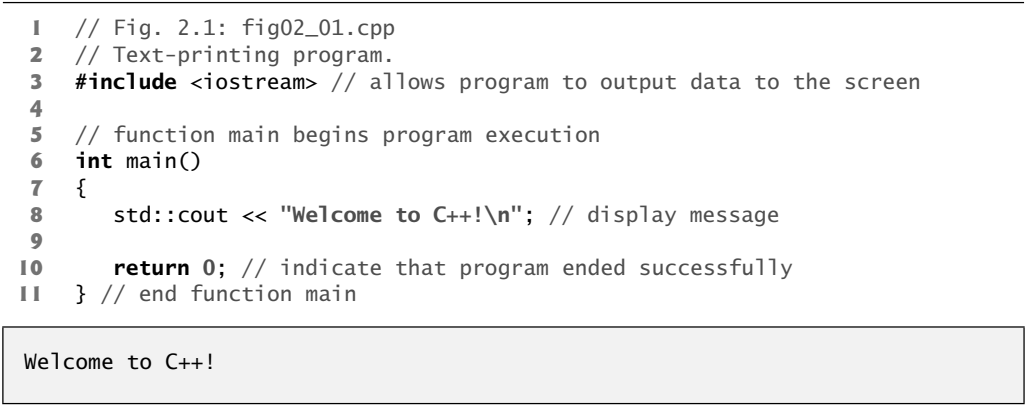 1 // Fig. 2.1: fig02_01.cpp
2 // Text-printing program.
3 #include <iostream> // allows program to output data to the screen
4
5 // function main begins program execution
6 int main()
7 {
8 std::cout << "Welcome to C++!\n"; // display message
9
10 return 0; // indicate that program ended successfully
11 } // end function main
Welcome to C++!